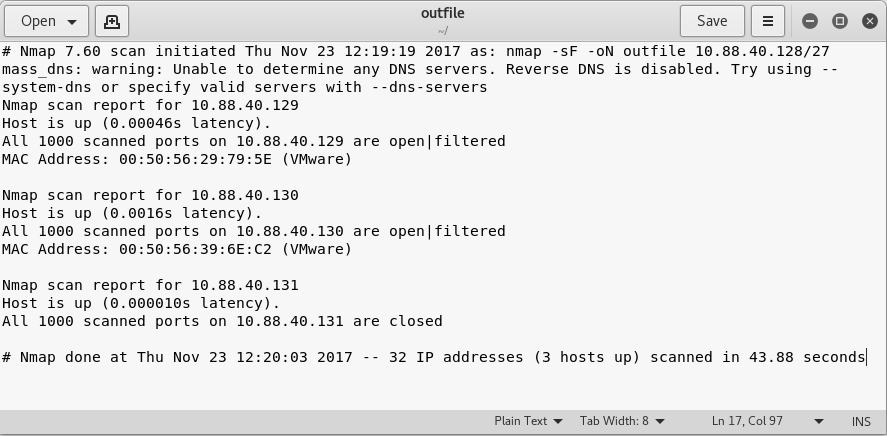 Open
outfile
~/
Save
# Nmap 7.60 scan initiated Thu Nov 23 12:19:19 2017 as: nmap -sF -oN outfile 10.88.40.128/27
mass_dns: warning: Unable to determine any DNS servers. Reverse DNS is disabled. Try using --
system-dns or specify valid servers with --dns-servers
Nmap scan report for 10.88.40.129
Host is up (0.00046s latency).
All 1000 scanned ports on 10.88.40.129 are open|filtered
MAC Address: 00:50:56:29:79:5E (VMware)
Nmap scan report for 10.88.40.130
Host is up (0.0016s latency).
All 1000 scanned ports on 10.88.40.130 are open|filtered
MAC Address: 00:50:56:39:6E:C2 (VMware)
Nmap scan report for 10.88.40.131
Host is up (0.000010s latency).
All 1000 scanned ports on 10.88.40.131 are closed
# Nmap done at Thu Nov 23 12:20:03 2017 -- 32 IP addresses (3 hosts up) scanned in 43.88 seconds
Plain Text Tab Width: 8 Ln 17, Col 97 INS